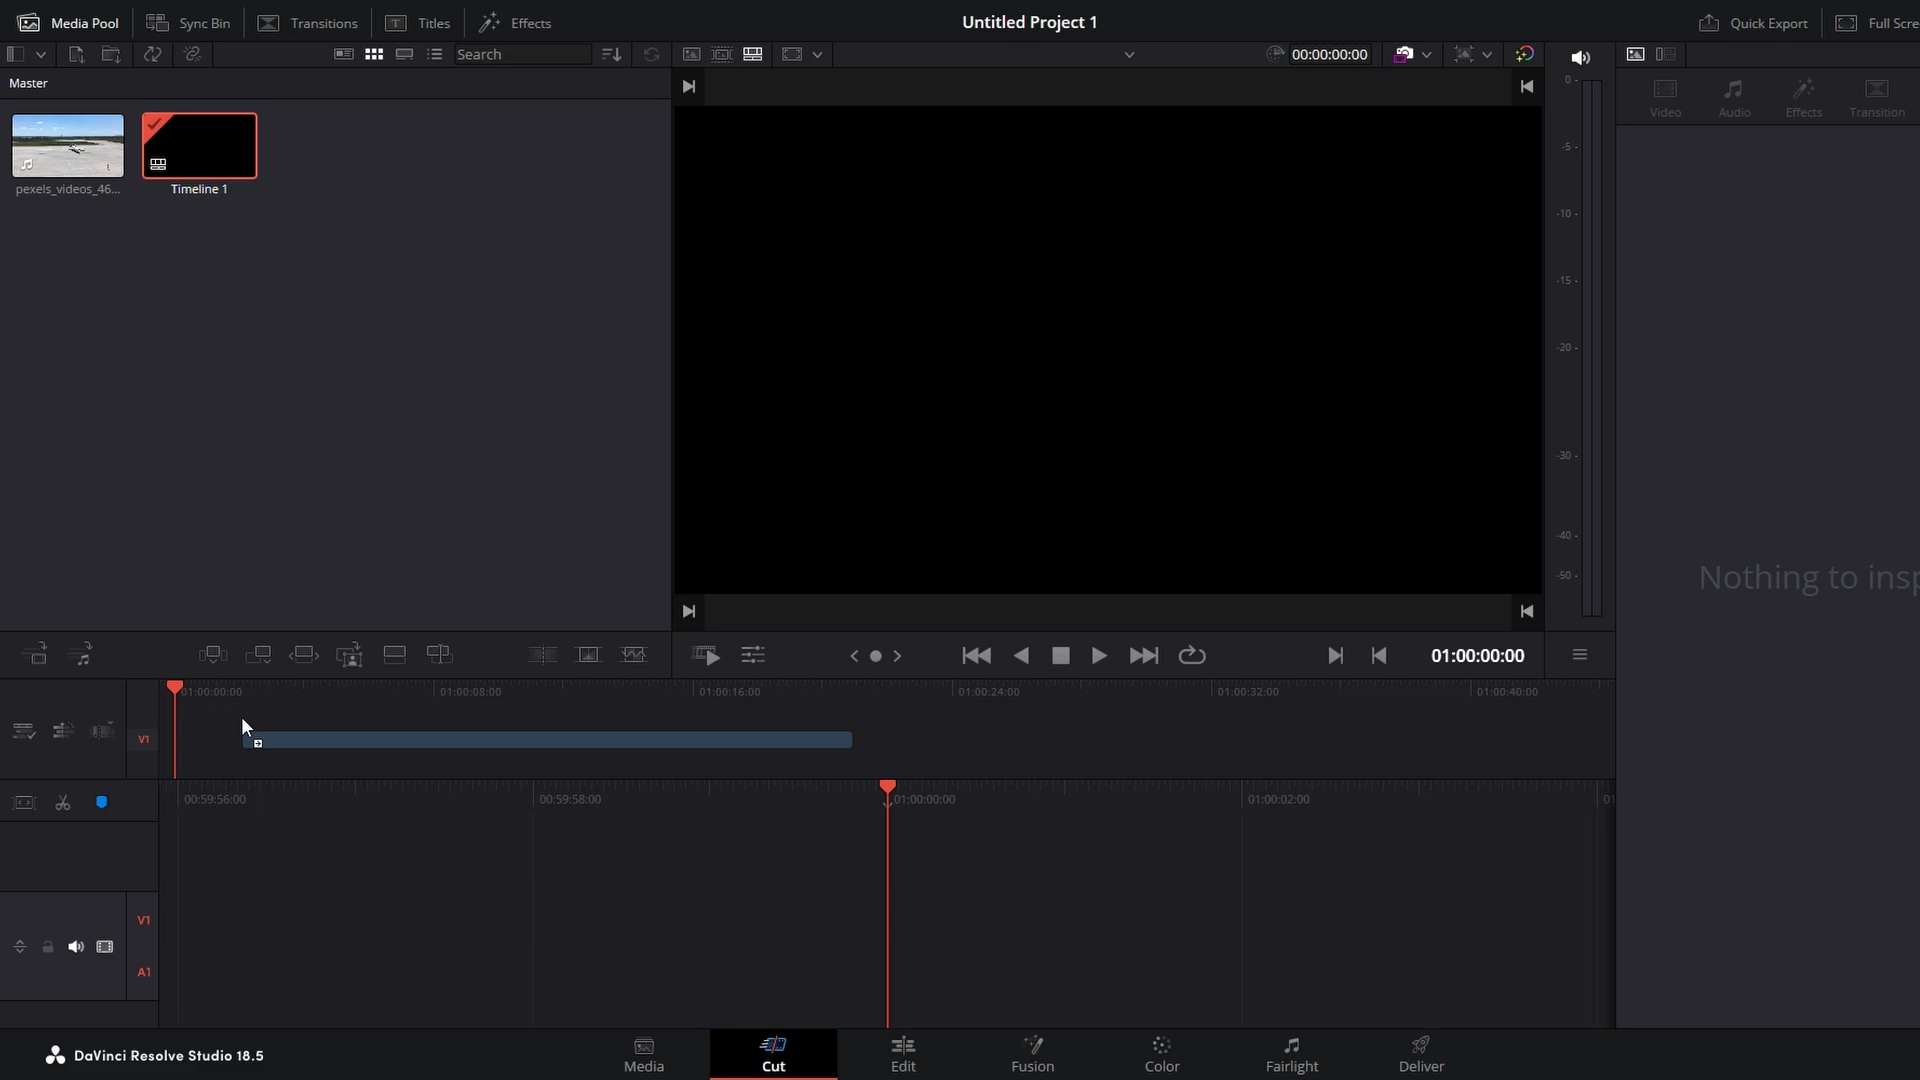 Media Pool
Sync Bin
Transitions
Titles
Effects
Untitled Project 1
Quick Export
Full Scre
Search
00:00:00:00
Master
pexels_videos_46...
Timeline 1
0
-5
-10
-15
-20
-30
-40
-50
Video
Audio
Effects
Transition
Nothing to insp
01:00:00:00
01:00:00:00
01:00:08:00
01:00:16:00
01:00:24:00
01:00:32:00
01:00:40:00
V1
00:59:56:00
00:59:58:00
01:00:00:00
01:00:02:00
01
V1
A1
DaVinci Resolve Studio 18.5
Media
Cut
Edit
Fusion
Color
Fairlight
Deliver